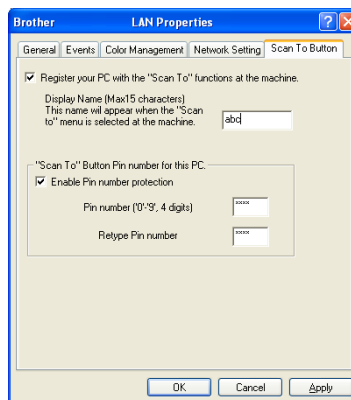 Brother LAN Properties
General Events Color Management Network Setting Scan To Button
Register your PC with the "Scan To" functions at the machine.
Display Name (Max15 characters)
This name will appear when the "Scan
to" menu is selected at the machine.
abc
"Scan To" Button Pin number for this PC.
Enable Pin number protection
Pin number ('0'-'9', 4 digits)
××××
Retype Pin number
××××
OK Cancel Apply